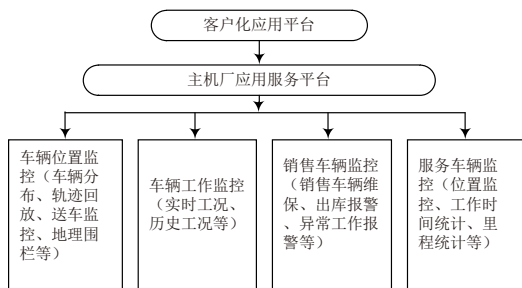 客户化应用平台
主机厂应用服务平台
车辆位置监
控（车辆分
布、轨迹回
放、送车监
控、地理围
栏等）
车辆工作监控
（实时工况、
历史工况等）
销售车辆监控
（销售车辆维
保、出库报警
、异常工作报
警等）
服务车辆监
控（位置监
控、工作时
间统计、里
程统计等）